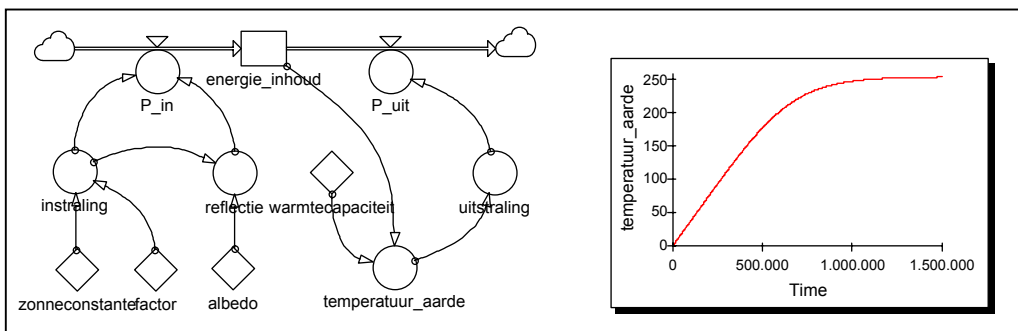 energie_inhoud
P_in
P_uit
instraling
reflectie
warmtecapaciteit
uitstraling
zonneconstante
factor
albedo
temperatuur_aarde
temperatuur_aarde
250
200
150
100
50
0
0
500.000
1.000.000
1.500.000
Time